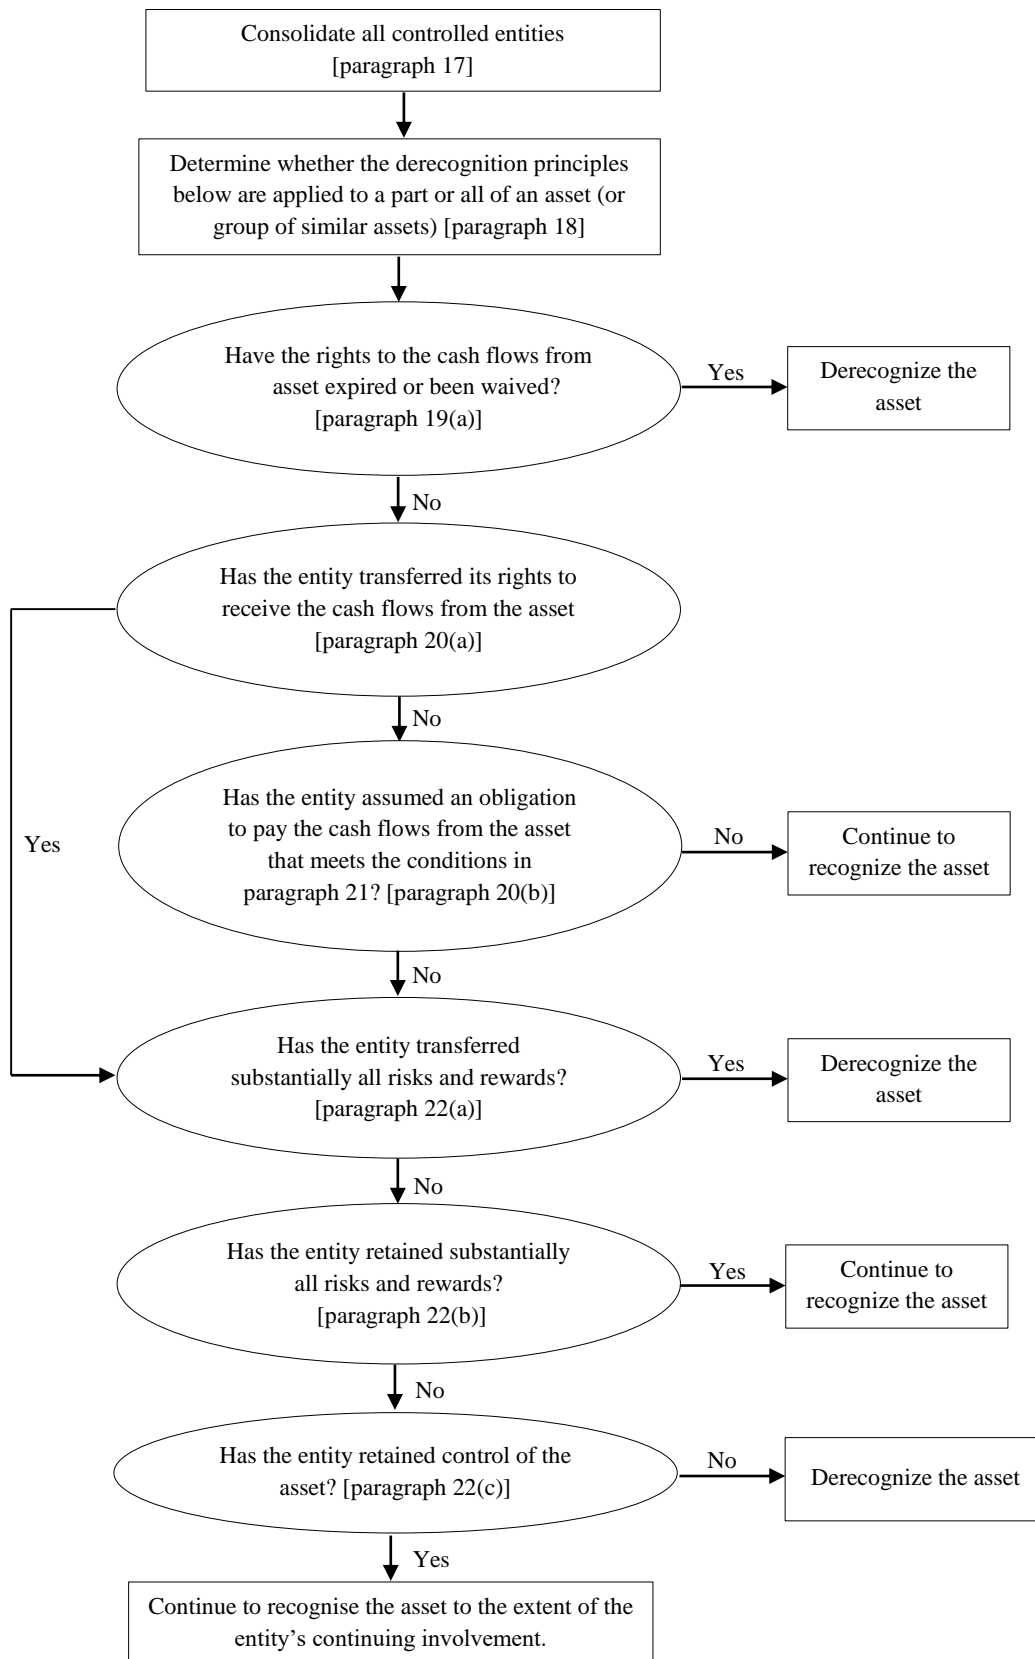 Consolidate all controlled entities
[paragraph 17]
Determine whether the derecognition principles
below are applied to a part or all of an asset (or
group of similar assets) [paragraph 18]
Have the rights to the cash flows from
asset expired or been waived?
[paragraph 19(a)]
Yes
Derecognize the
asset
No
Has the entity transferred its rights to
receive the cash flows from the asset
[paragraph 20(a)]
No
Yes
Has the entity assumed an obligation
to pay the cash flows from the asset
that meets the conditions in
paragraph 21? [paragraph 20(b)]
No
Continue to
recognize the asset
No
Has the entity transferred
substantially all risks and rewards?
[paragraph 22(a)]
Yes
Derecognize the
asset
No
Has the entity retained substantially
all risks and rewards?
[paragraph 22(b)]
Yes
Continue to
recognize the asset
No
Has the entity retained control of the
asset? [paragraph 22(c)]
No
Derecognize the asset
Yes
Continue to recognise the asset to the extent of the
entity’s continuing involvement.